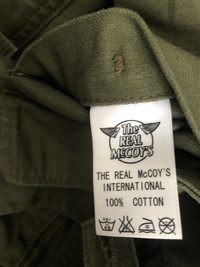 The
REAL
McCOY'S
THE REAL McCOY'S
INTERNATIONAL
100% COTTON